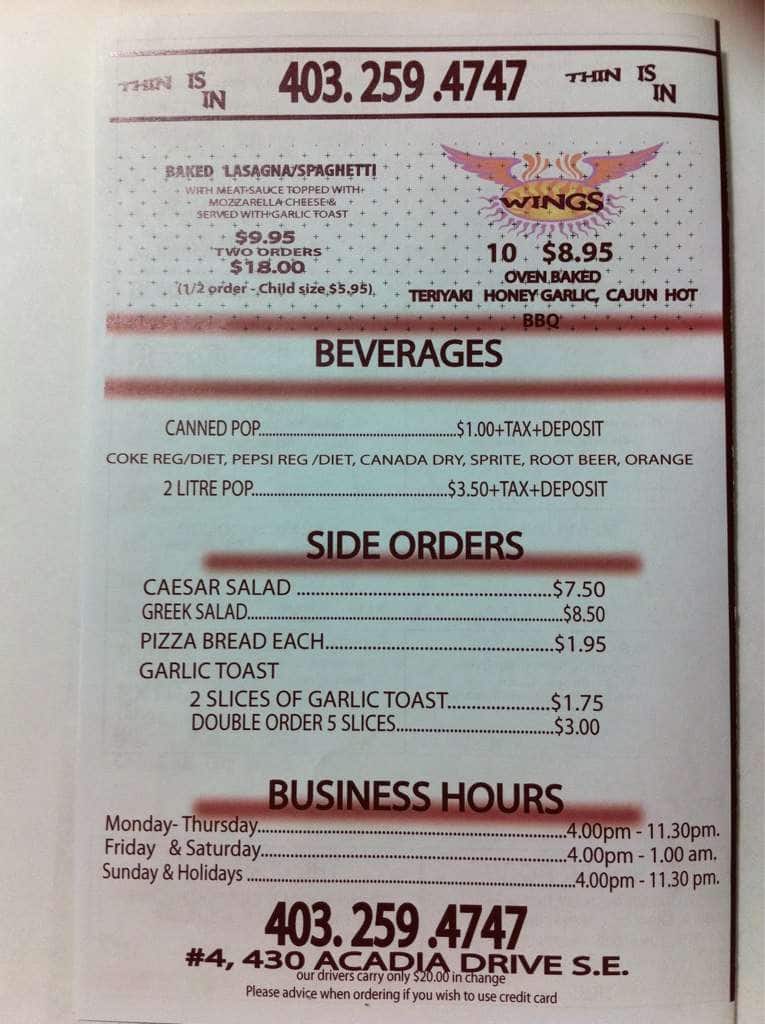 THIN IS IN 403. 259 .4747 THIN IS IN
BAKED LASAGNA/SPAGHETTI
WITH MEAT SAUCE TOPPED WITH
MOZZARELLA CHEESE &
SERVED WITH GARLIC TOAST
$9.95
TWO ORDERS
$18.00
(1/2 order - Child size $5.95)
WINGS
10 $8.95
OVEN BAKED
TERIYAKI HONEY GARLIC, CAJUN HOT
BBQ
BEVERAGES
CANNED POP..........$1.00+TAX+DEPOSIT
COKE REG/DIET, PEPSI REG /DIET, CANADA DRY, SPRITE, ROOT BEER, ORANGE
2 LITRE POP..........$3.50+TAX+DEPOSIT
SIDE ORDERS
CAESAR SALAD ..........$7.50
GREEK SALAD..........$8.50
PIZZA BREAD EACH..........$1.95
GARLIC TOAST
2 SLICES OF GARLIC TOAST..........$1.75
DOUBLE ORDER 5 SLICES..........$3.00
BUSINESS HOURS
Monday- Thursday..........4.00pm - 11.30pm.
Friday & Saturday..........4.00pm - 1.00 am.
Sunday & Holidays ..........4.00pm - 11.30 pm.
403. 259 .4747
#4, 430 ACADIA DRIVE S.E.
our drivers carry only $20.00 in change
Please advice when ordering if you wish to use credit card